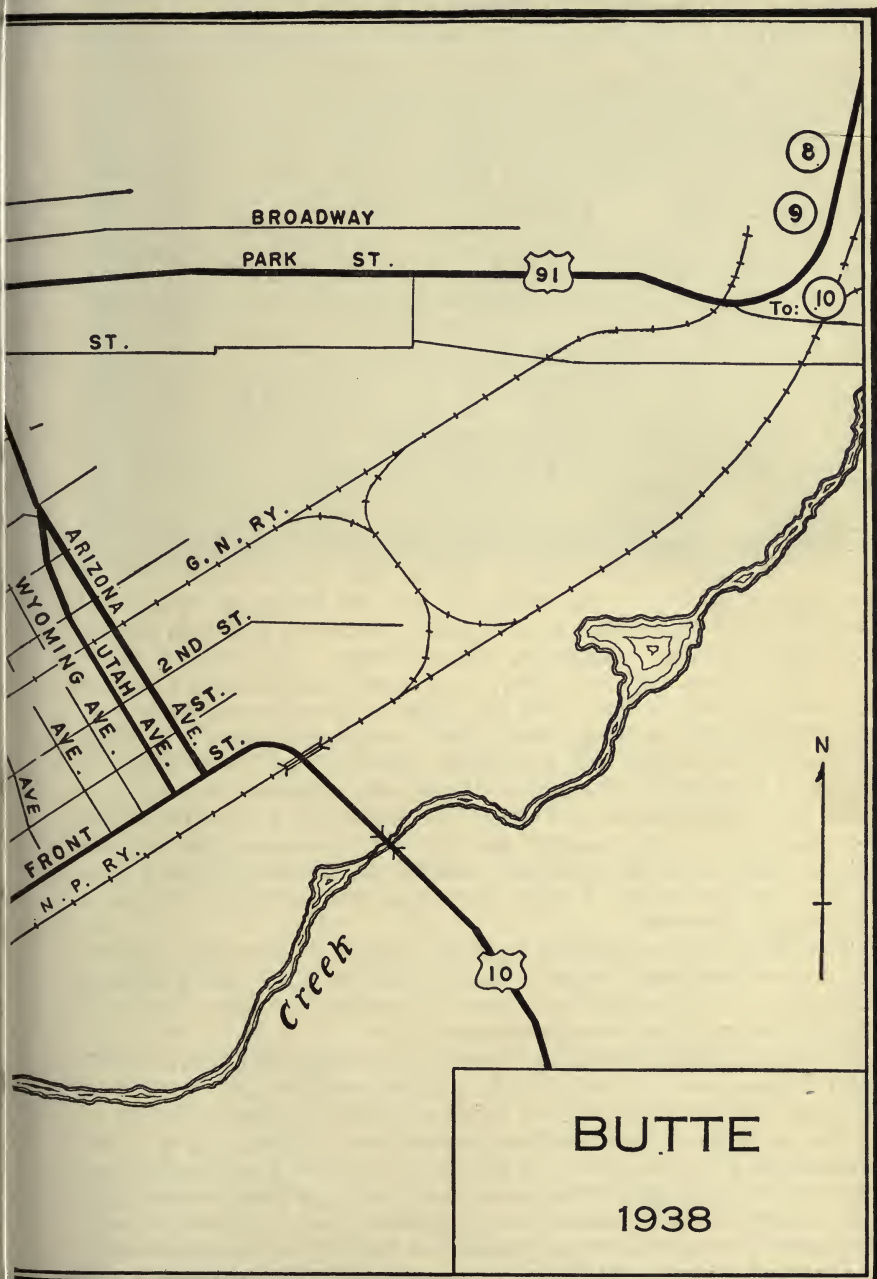 8
9
BROADWAY
PARK ST.
91
To: 10
ST.
G. N. RY.
ARIZONA AVE.
WYOMING AVE.
UTAH AVE.
2ND ST.
ST.
AVE.
AVE
FRONT ST.
N. P. RY.
N
Creek
10
BUTTE
1938